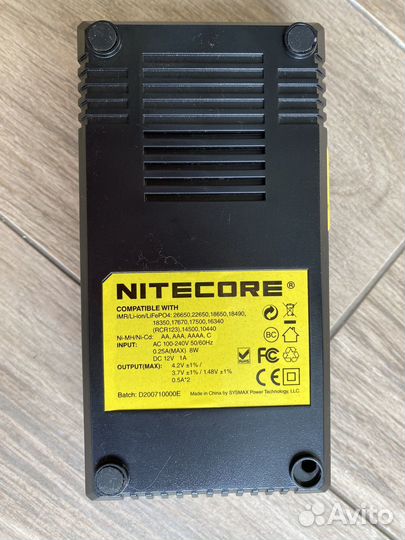 NITECORE®
COMPATIBLE WITH
IMR/Li-ion/LiFePO4: 26650,22650,18650,18490,
18350,17670,17500,16340
(RCR123),14500,10440
Ni-MH/Ni-Cd: AA, AAA, AAAA, C
INPUT: AC 100-240V 50/60Hz
0.25A(MAX) 8W
DC 12V 1A
OUTPUT(MAX): 4.2V ±1% /
3.7V ±1% / 1.48V ±1%
0.5A*2
BC
FC CE
Batch: D200710000E
Made in China by SYSMAX Power Technology, LLC.
Avito